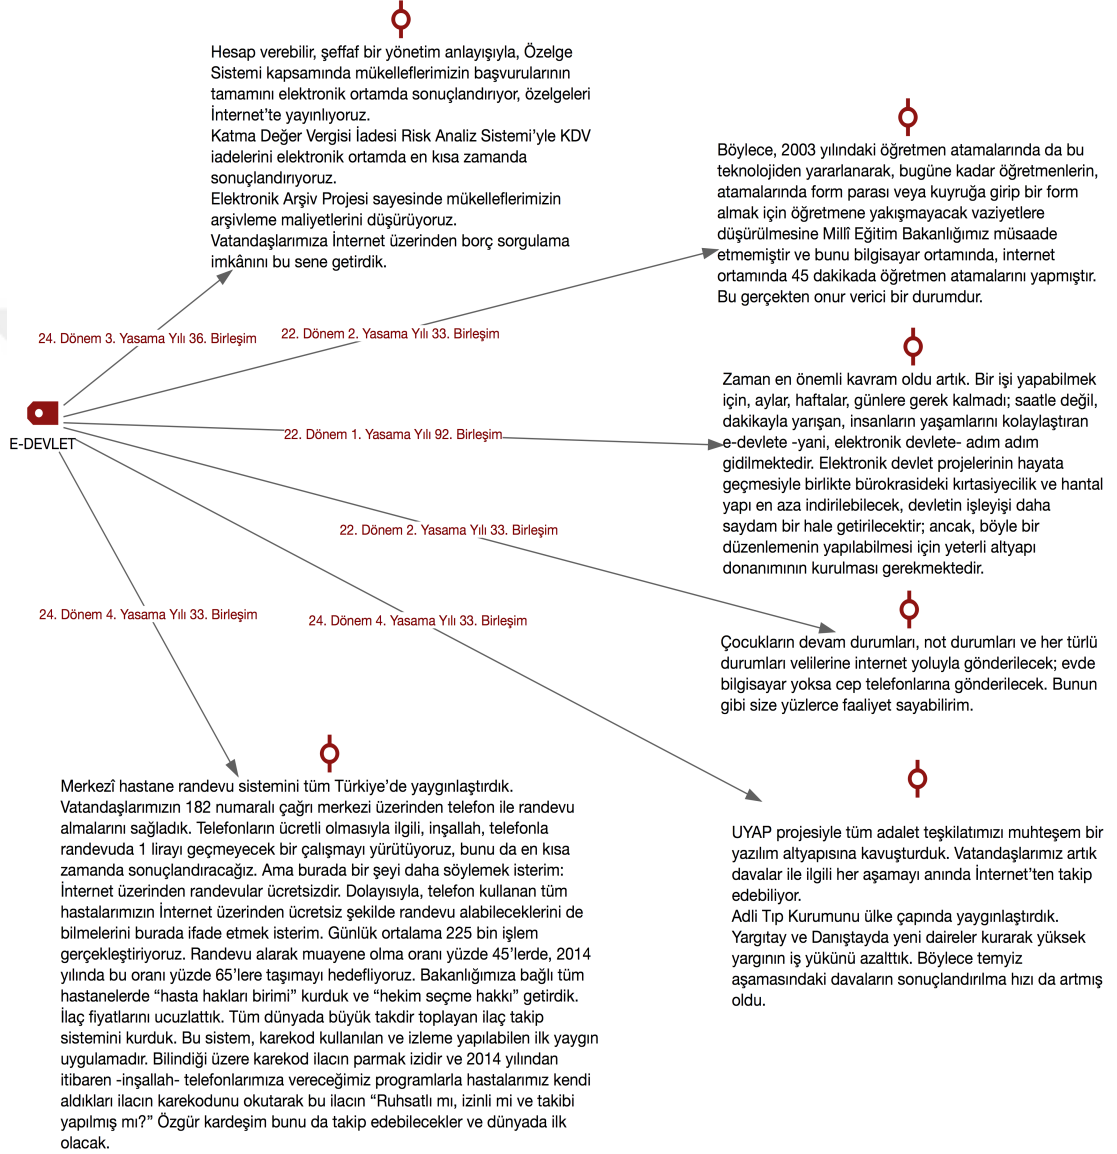 Hesap verebilir, şeffaf bir yönetim anlayışıyla, Özelge
Sistemi kapsamında mükelleflerimizin başvurularının
tamamını elektronik ortamda sonuçlandırıyor, özelgeleri
İnternet’te yayınlıyoruz.
Katma Değer Vergisi İadesi Risk Analiz Sistemi’yle KDV
iadelerini elektronik ortamda en kısa zamanda
sonuçlandırıyoruz.
Elektronik Arşiv Projesi sayesinde mükelleflerimizin
arşivleme maliyetlerini düşürüyoruz.
Vatandaşlarımıza İnternet üzerinden borç sorgulama
imkânını bu sene getirdik.
Böylece, 2003 yılındaki öğretmen atamalarında da bu
teknolojiden yararlanarak, bugüne kadar öğretmenlerin,
atamalarında form parası veya kuyruğa girip bir form
almak için öğretmene yakışmayacak vaziyetlere
düşürülmesine Millî Eğitim Bakanlığımız müsaade
etmemiştir ve bunu bilgisayar ortamında, internet
ortamında 45 dakikada öğretmen atamalarını yapmıştır.
Bu gerçekten onur verici bir durumdur.
24. Dönem 3. Yasama Yılı 36. Birleşim
22. Dönem 2. Yasama Yılı 33. Birleşim
E-DEVLET
22. Dönem 1. Yasama Yılı 92. Birleşim
Zaman en önemli kavram oldu artık. Bir işi yapabilmek
için, aylar, haftalar, günlere gerek kalmadı; saatle değil,
dakikayla yarışan, insanların yaşamlarını kolaylaştıran
e-devlete -yani, elektronik devlete- adım adım
gidilmektedir. Elektronik devlet projelerinin hayata
geçmesiyle birlikte bürokrasideki kırtasiyecilik ve hantal
yapı en aza indirilebilecek, devletin işleyişi daha
saydam bir hale getirilecektir; ancak, böyle bir
düzenlemenin yapılabilmesi için yeterli altyapı
donanımının kurulması gerekmektedir.
22. Dönem 2. Yasama Yılı 33. Birleşim
24. Dönem 4. Yasama Yılı 33. Birleşim
24. Dönem 4. Yasama Yılı 33. Birleşim
Çocukların devam durumları, not durumları ve her türlü
durumları velilerine internet yoluyla gönderilecek; evde
bilgisayar yoksa cep telefonlarına gönderilecek. Bunun
gibi size yüzlerce faaliyet sayabilirim.
Merkezî hastane randevu sistemini tüm Türkiye’de yaygınlaştırdık.
Vatandaşlarımızın 182 numaralı çağrı merkezi üzerinden telefon ile randevu
almalarını sağladık. Telefonların ücretli olmasıyla ilgili, inşallah, telefonla
randevuda 1 lirayı geçmeyecek bir çalışmayı yürütüyoruz, bunu da en kısa
zamanda sonuçlandıracağız. Ama burada bir şeyi daha söylemek isterim:
İnternet üzerinden randevular ücretsizdir. Dolayısıyla, telefon kullanan tüm
hastalarımızın İnternet üzerinden ücretsiz şekilde randevu alabileceklerini de
bilmelerini burada ifade etmek isterim. Günlük ortalama 225 bin işlem
gerçekleştiriyoruz. Randevu alarak muayene olma oranı yüzde 45’lerde, 2014
yılında bu oranı yüzde 65’lere taşımayı hedefliyoruz. Bakanlığımıza bağlı tüm
hastanelerde “hasta hakları birimi” kurduk ve “hekim seçme hakkı” getirdik.
İlaç fiyatlarını ucuzlattık. Tüm dünyada büyük takdir toplayan ilaç takip
sistemini kurduk. Bu sistem, karekod kullanılan ve izleme yapılabilen ilk yaygın
uygulamadır. Bilindiği üzere karekod ilacın parmak izidir ve 2014 yılından
itibaren -inşallah- telefonlarımıza vereceğimiz programlarla hastalarımız kendi
aldıkları ilacın karekodunu okutarak bu ilacın “Ruhsatlı mı, izinli mi ve takibi
yapılmış mı?” Özgür kardeşim bunu da takip edebilecekler ve dünyada ilk
olacak.
UYAP projesiyle tüm adalet teşkilatımızı muhteşem bir
yazılım altyapısına kavuşturduk. Vatandaşlarımız artık
davalar ile ilgili her aşamayı anında İnternet’ten takip
edebiliyor.
Adli Tıp Kurumunu ülke çapında yaygınlaştırdık.
Yargıtay ve Danıştayda yeni daireler kurarak yüksek
yargının iş yükünü azalttık. Böylece temyiz
aşamasındaki davaların sonuçlandırılma hızı da artmış
oldu.